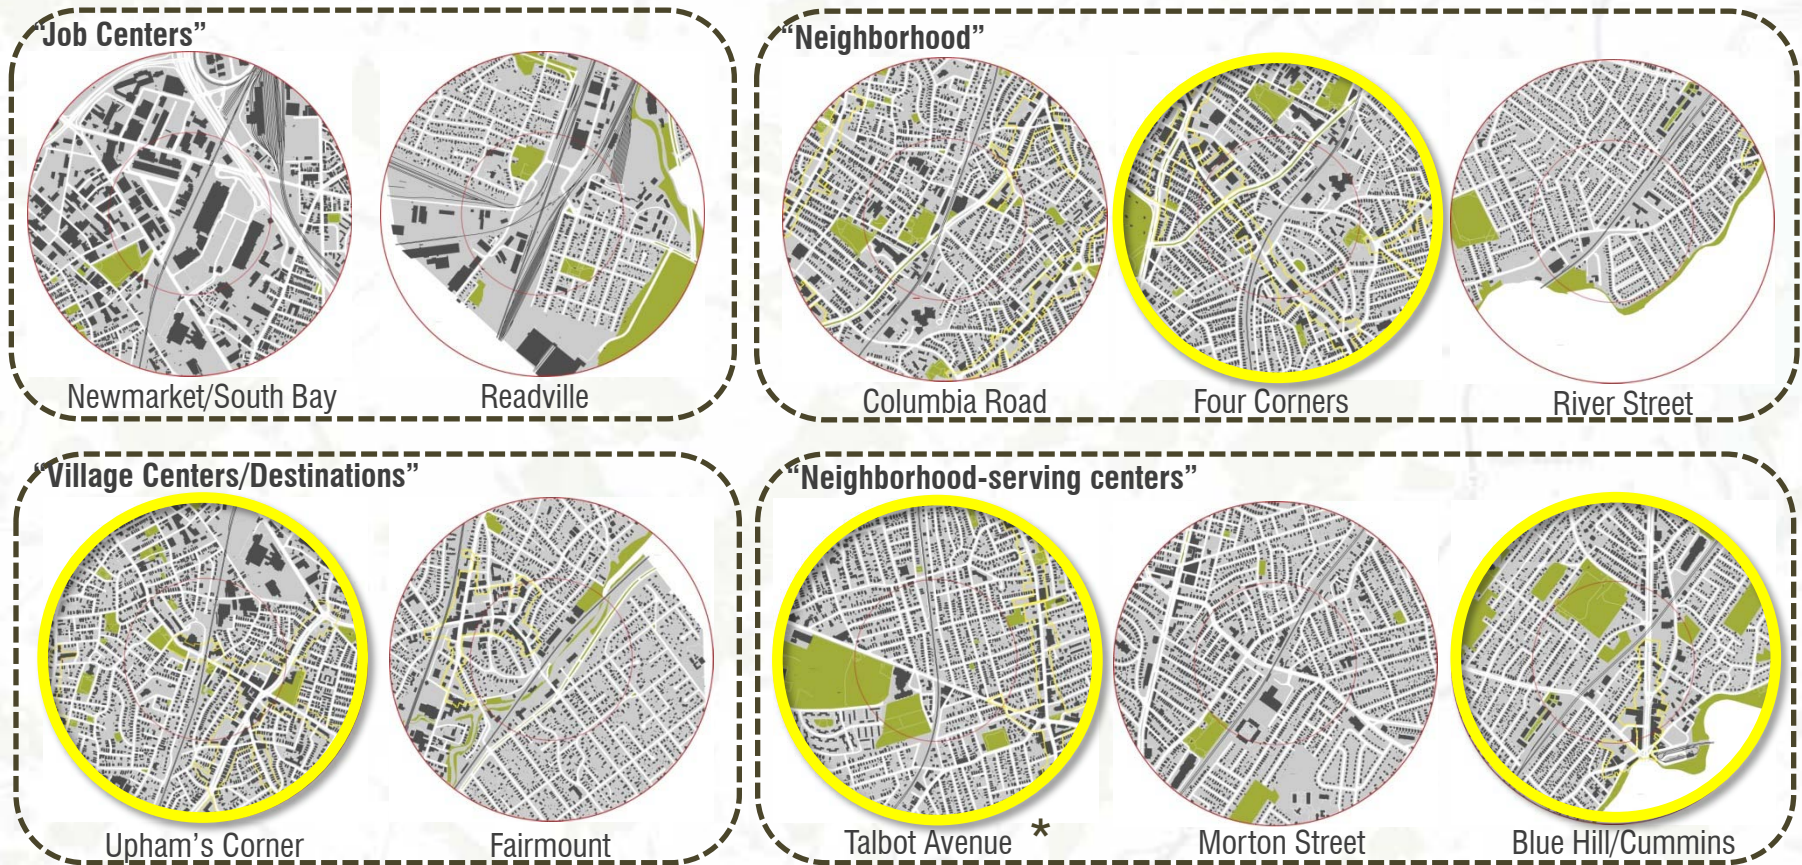 "Job Centers"
Newmarket/South Bay
Readville
"Neighborhood"
Columbia Road
Four Corners
River Street
"Village Centers/Destinations"
Upham's Corner
Fairmount
"Neighborhood-serving centers"
Talbot Avenue *
Morton Street
Blue Hill/Cummins